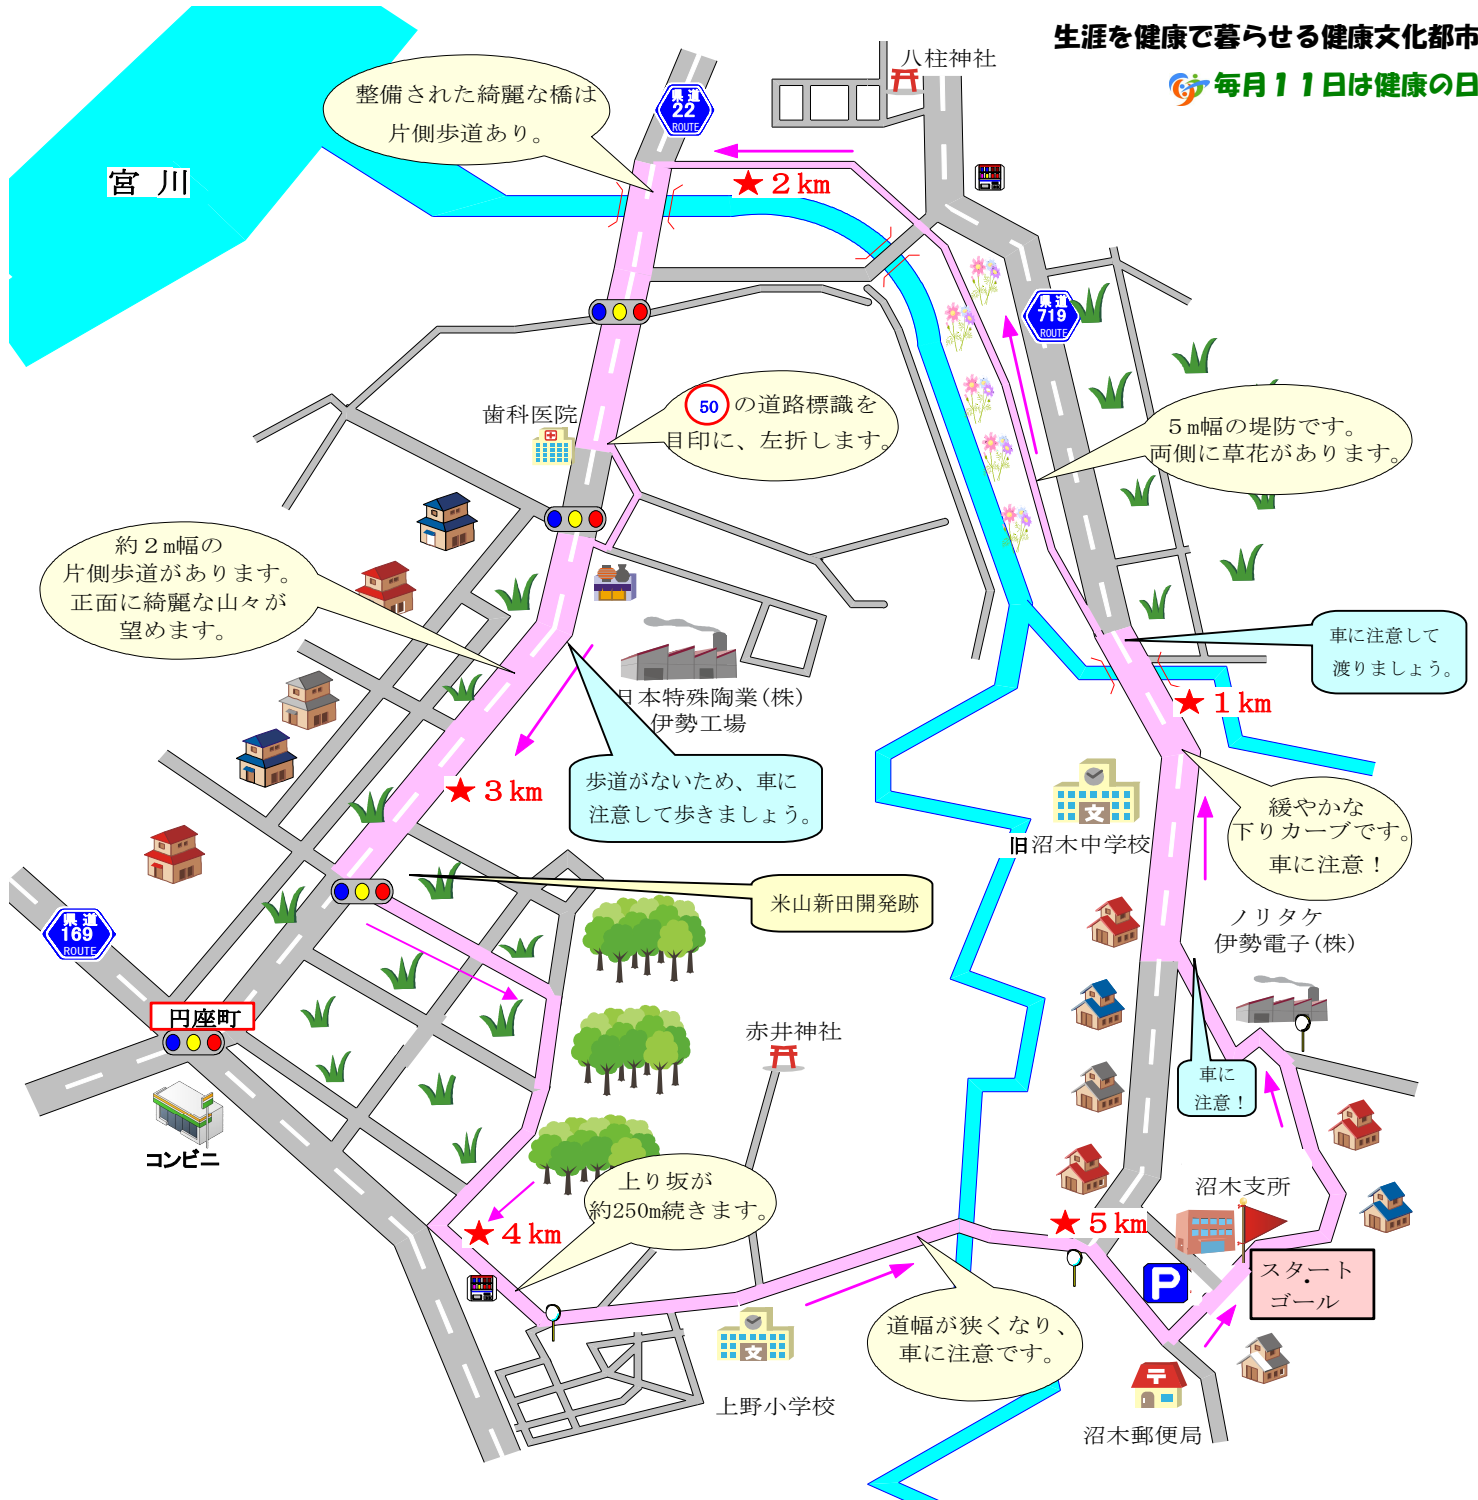 生涯を健康で暮らせる健康文化都市
毎月１１日は健康の日
八柱神社
整備された綺麗な橋は
片側歩道あり。
県道
22
ROUTE
宮 川
★２km
県道
719
ROUTE
歯科医院
50の道路標識を
目印に、左折します。
５m幅の堤防です。
両側に草花があります。
約２m幅の
片側歩道があります。
正面に綺麗な山々が
望めます。
車に注意して
渡りましょう。
日本特殊陶業(株)
伊勢工場
★１km
★３km
歩道がないため、車に
注意して歩きましょう。
緩やかな
下りカーブです。
車に注意！
旧沼木中学校
米山新田開発跡
県道
169
ROUTE
ノリタケ
伊勢電子(株)
円座町
赤井神社
車に
注意！
コンビニ
上り坂が
約250m続きます。
沼木支所
★４km
★５km
P
スタート
・
ゴール
道幅が狭くなり、
車に注意です。
文
文
〒
上野小学校
沼木郵便局